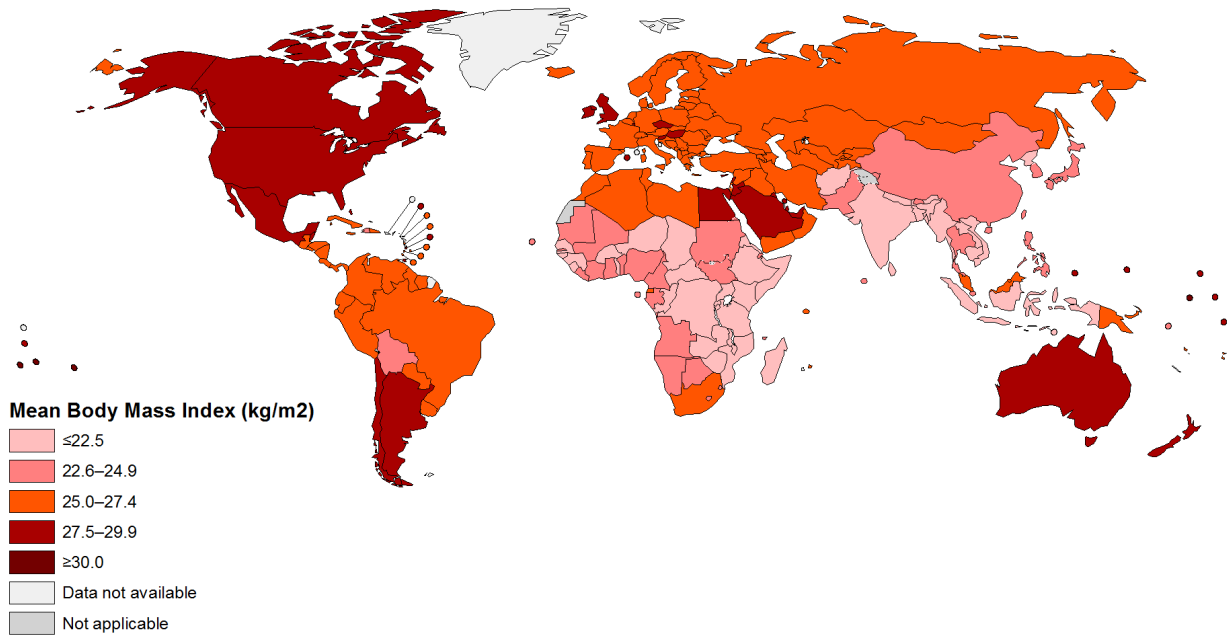 Mean Body Mass Index (kg/m2)
≤22.5
22.6–24.9
25.0–27.4
27.5–29.9
≥30.0
Data not available
Not applicable